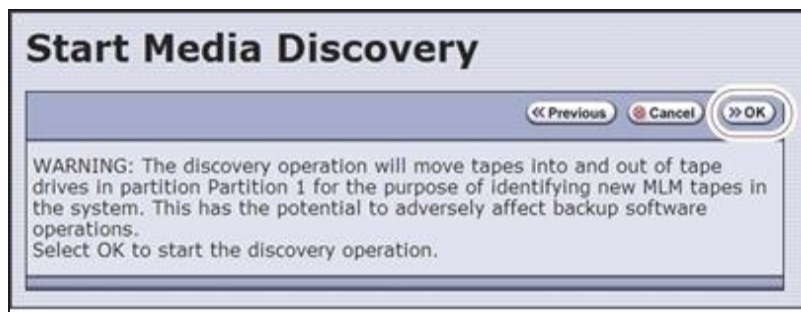 Start Media Discovery
Previous Cancel OK
WARNING: The discovery operation will move tapes into and out of tape
drives in partition Partition 1 for the purpose of identifying new MLM tapes in
the system. This has the potential to adversely affect backup software
operations.
Select OK to start the discovery operation.